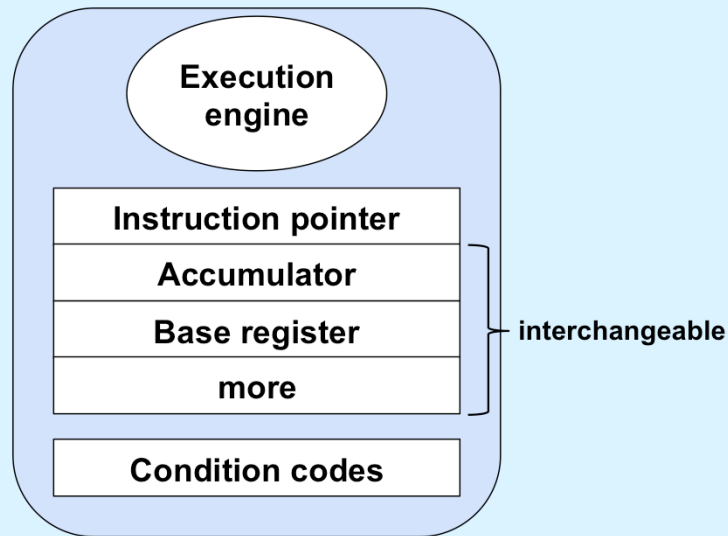 Execution
engine
Instruction pointer
Accumulator
Base register
interchangeable
more
Condition codes